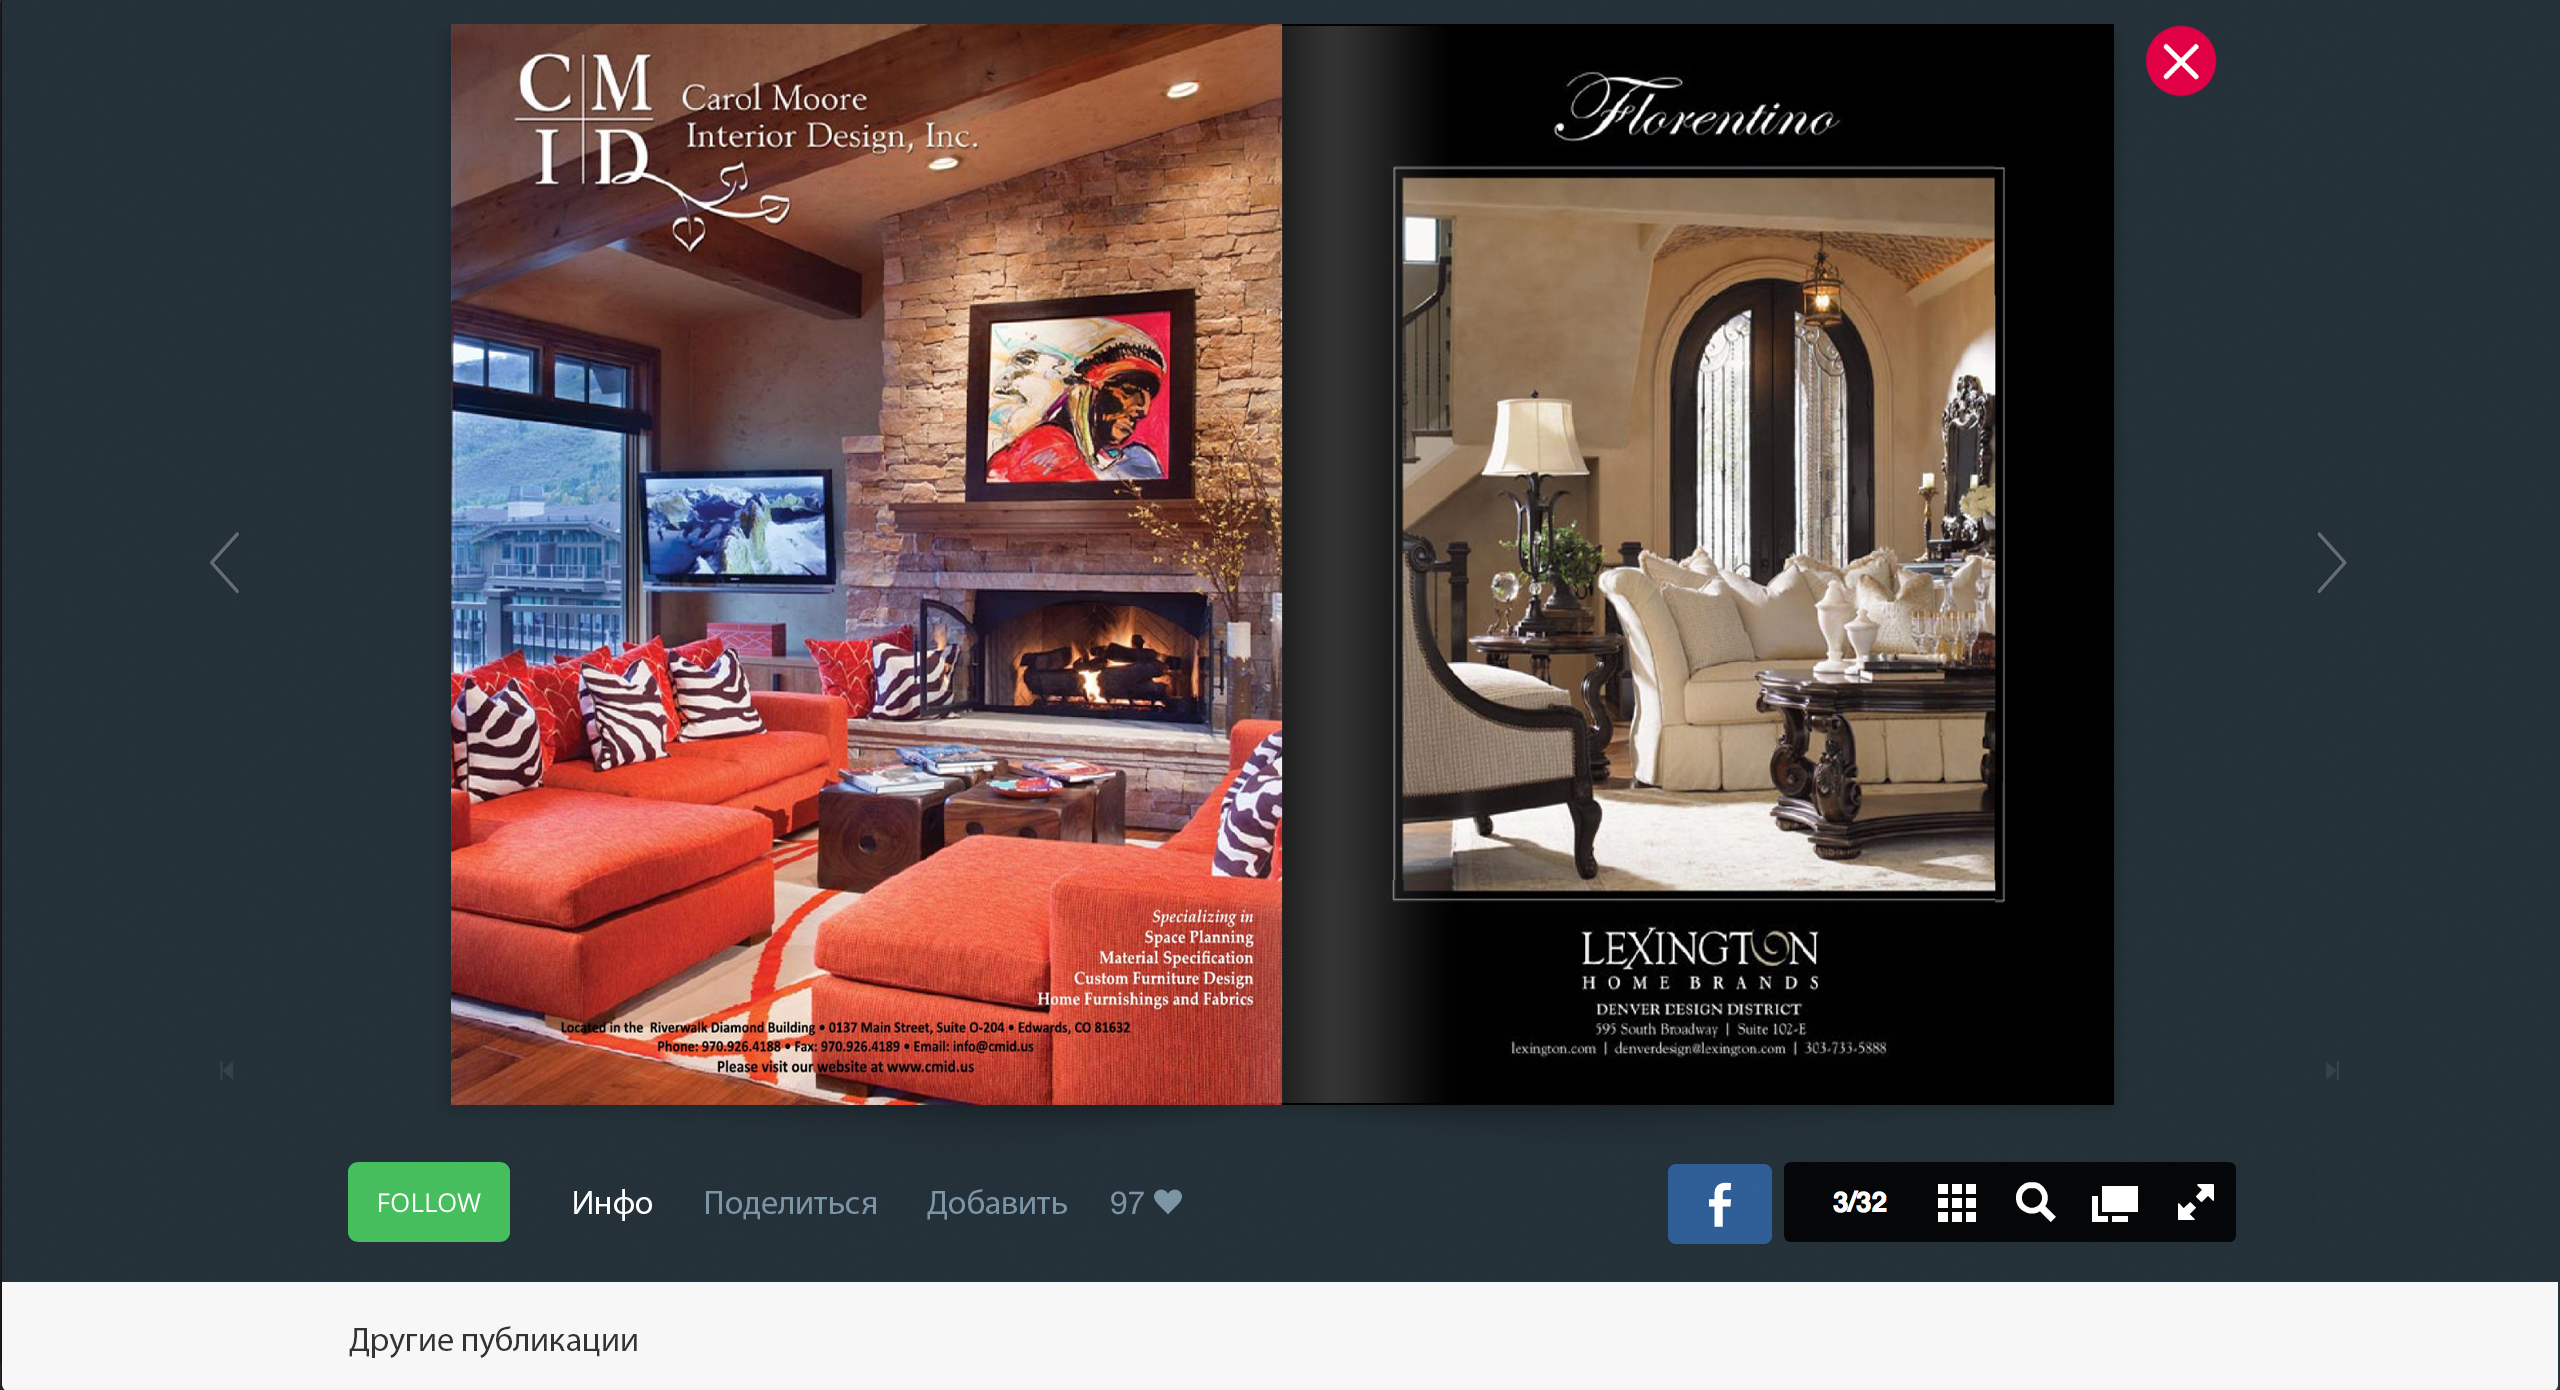 C M
I D
Carol Moore
Interior Design, Inc.
Specializing in
Space Planning
Material Specification
Custom Furniture Design
Home Furnishings and Fabrics
Located in the Riverwalk Diamond Building • 0137 Main Street, Suite O-204 • Edwards, CO 81632
Phone: 970.926.4188 • Fax: 970.926.4189 • Email: info@cmid.us
Please visit our website at www.cmid.us
Florentino
LEXINGTON
HOME BRANDS
DENVER DESIGN DISTRICT
595 South Broadway | Suite 102-E
lexington.com | denverdesign@lexington.com | 303-733-5888
FOLLOW
Инфо
Поделиться
Добавить
97
f
3/32
Другие публикации